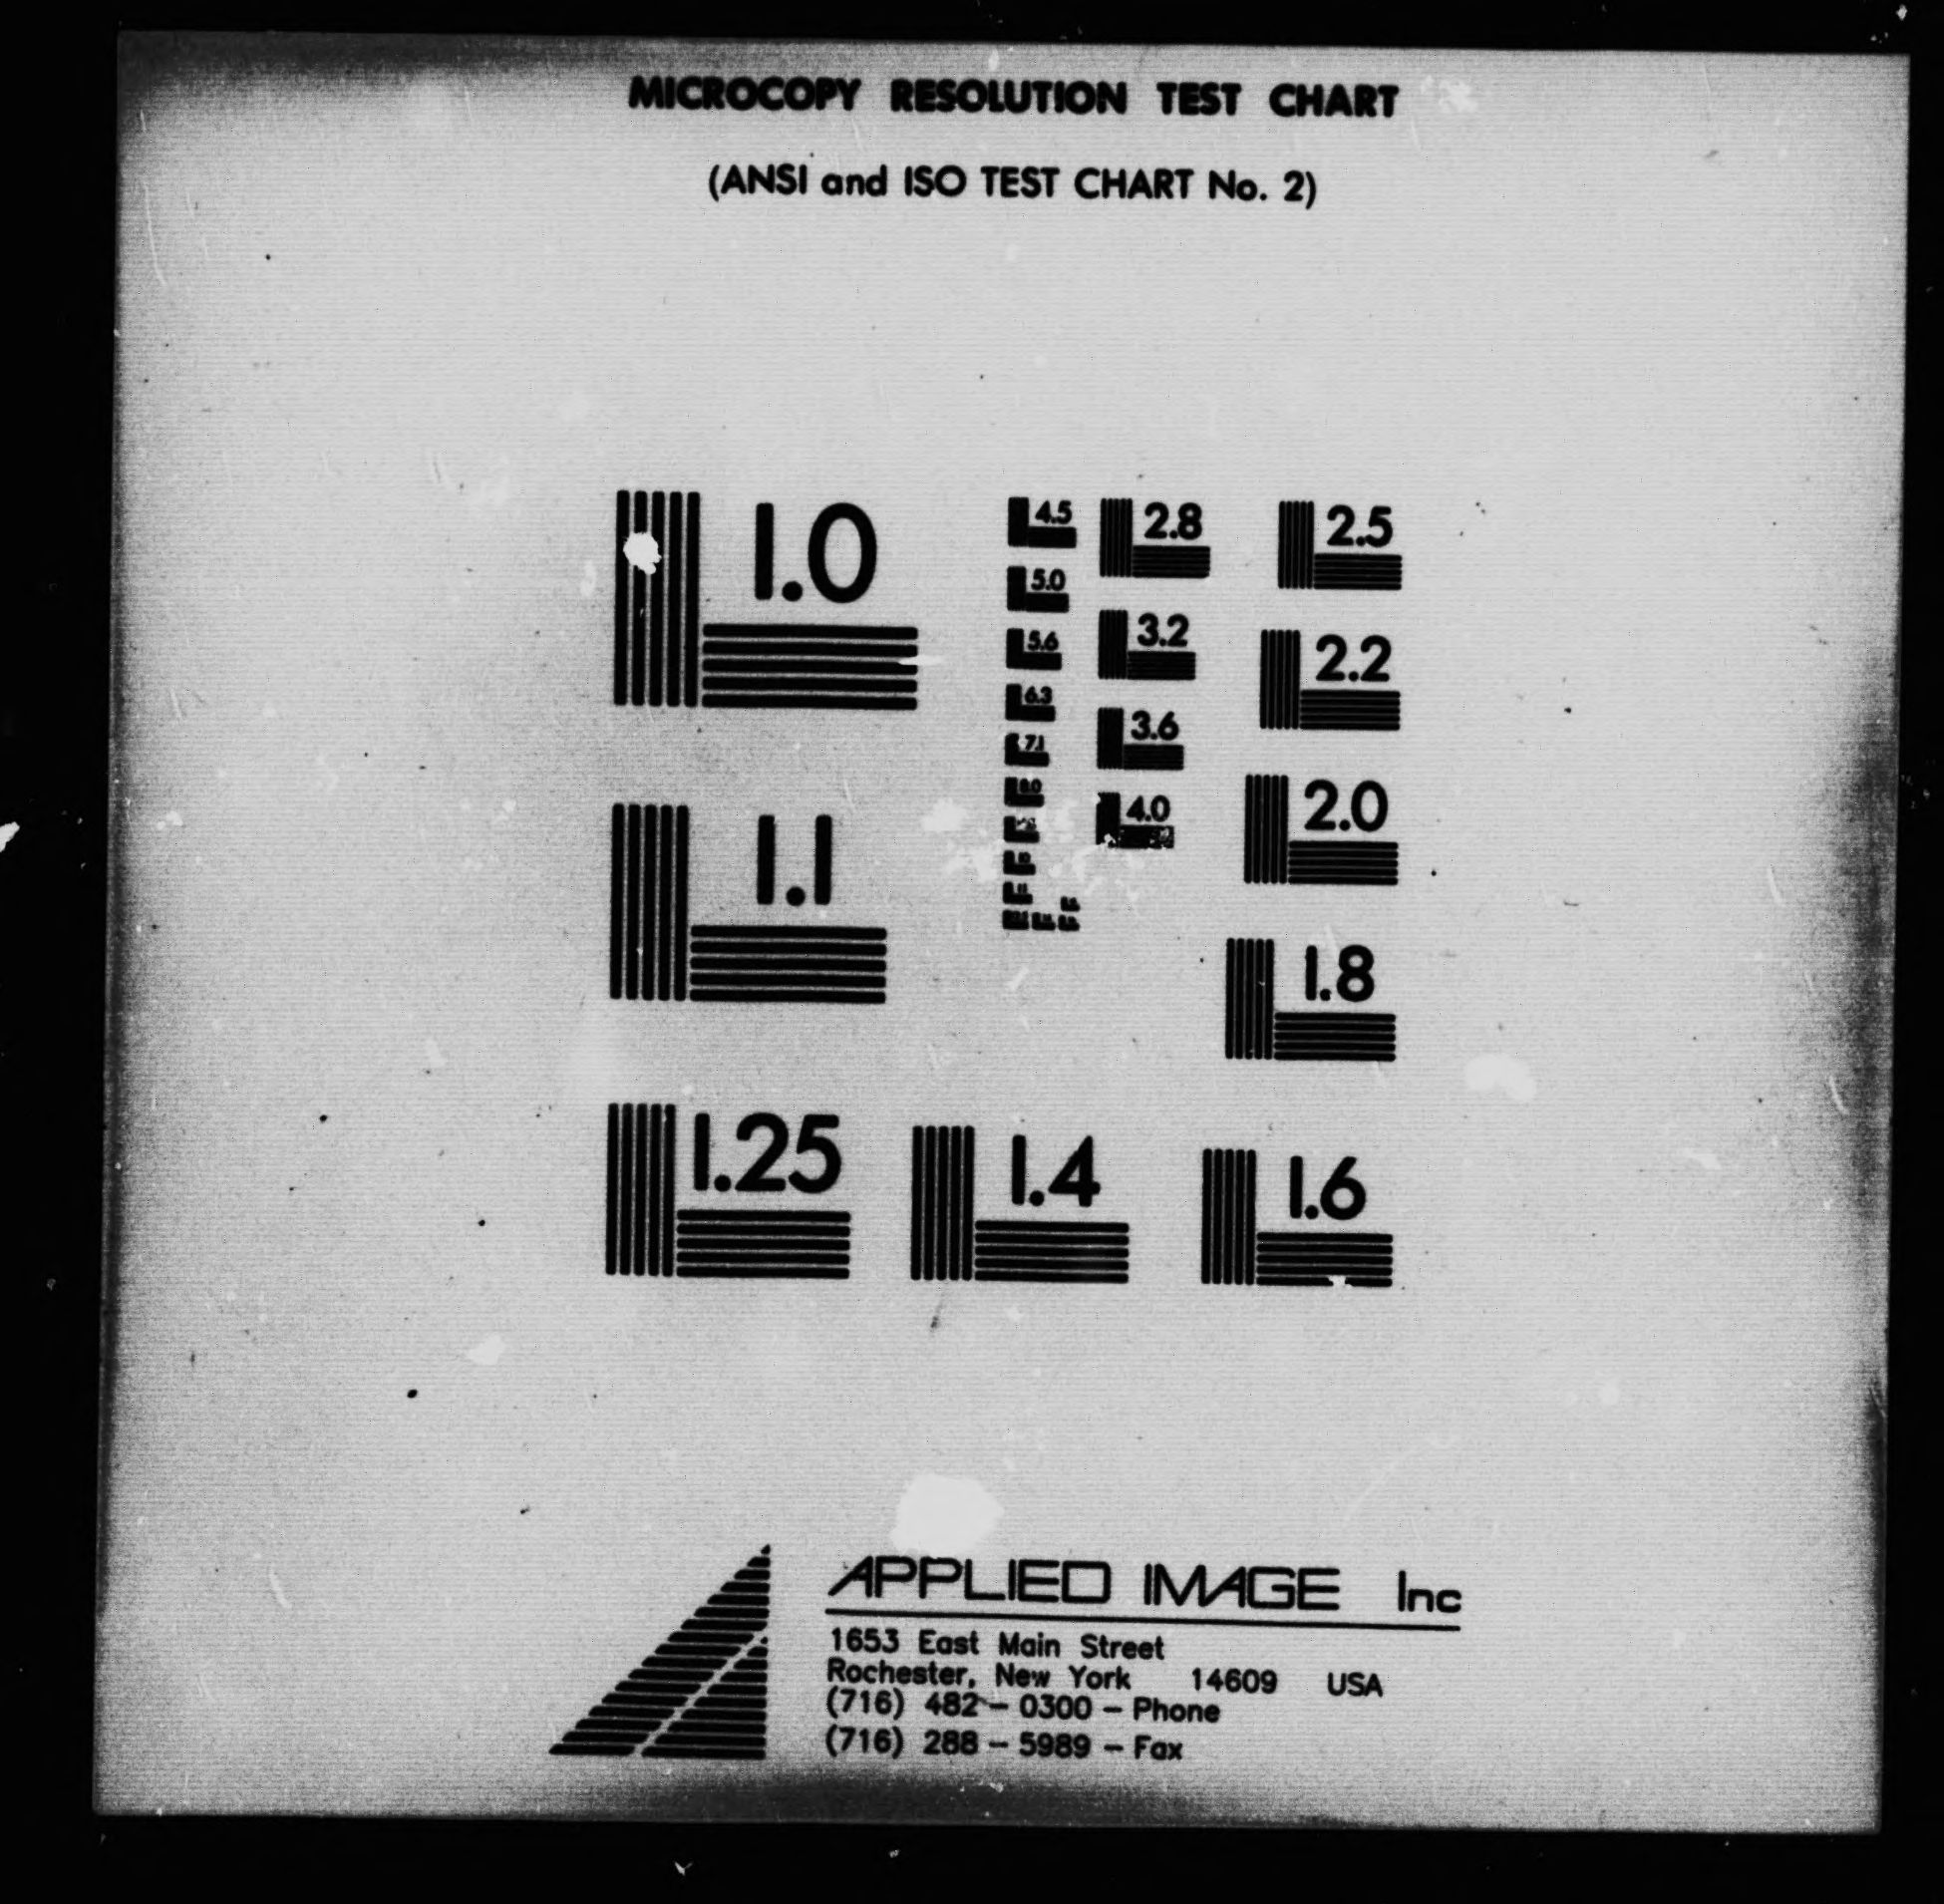 MICROCOPY RESOLUTION TEST CHART
(ANSI and ISO TEST CHART No. 2)
1.0
1.1
1.25
1.4
1.6
1.8
2.0
2.2
2.5
2.8
3.2
3.6
4.0
4.5
5.0
5.6
6.3
7.1
8.0
APPLIED IMAGE Inc
1653 East Main Street
Rochester, New York 14609 USA
(716) 482 - 0300 - Phone
(716) 288 - 5989 - Fax